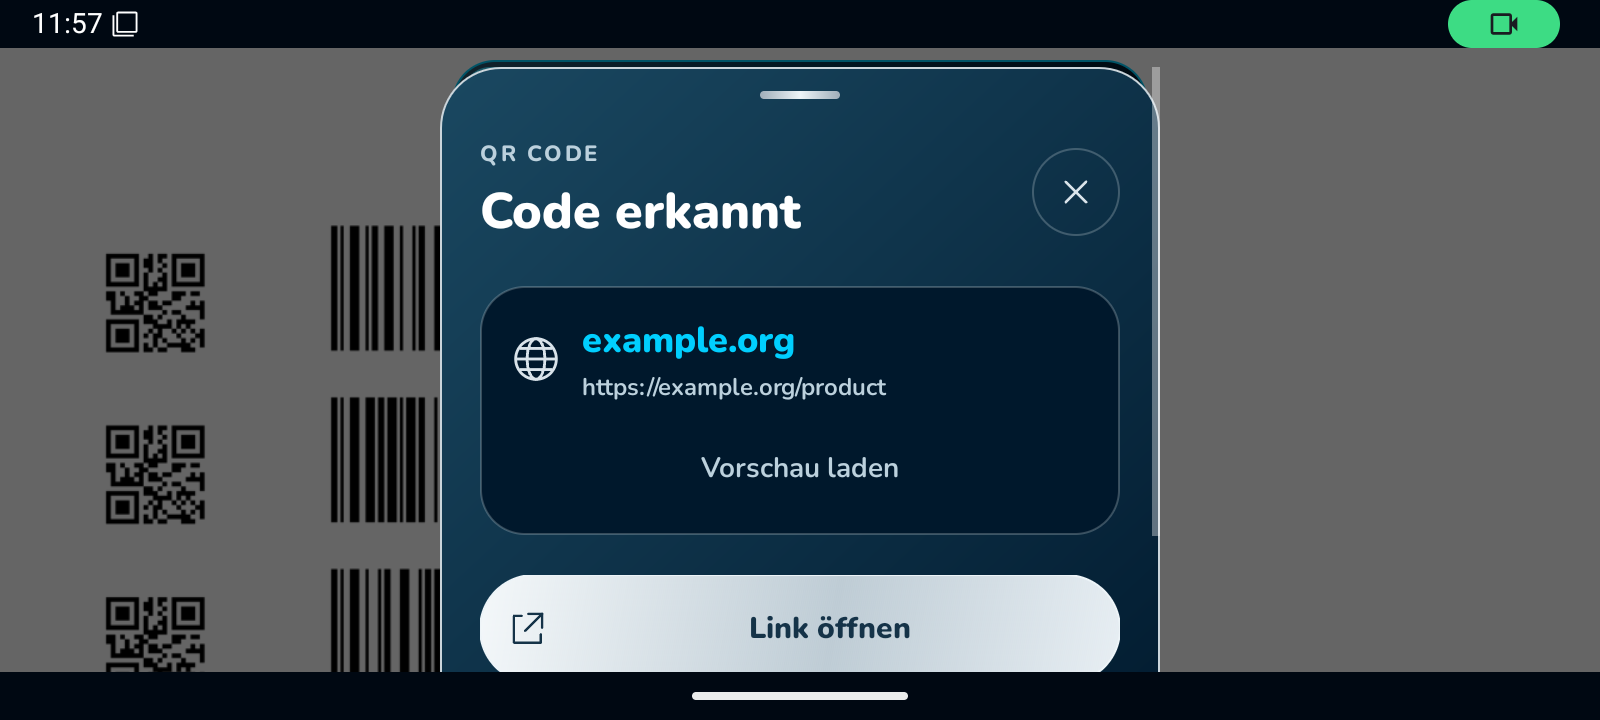 11:57
QR CODE
Code erkannt
example.org
https://example.org/product
Vorschau laden
Link öffnen